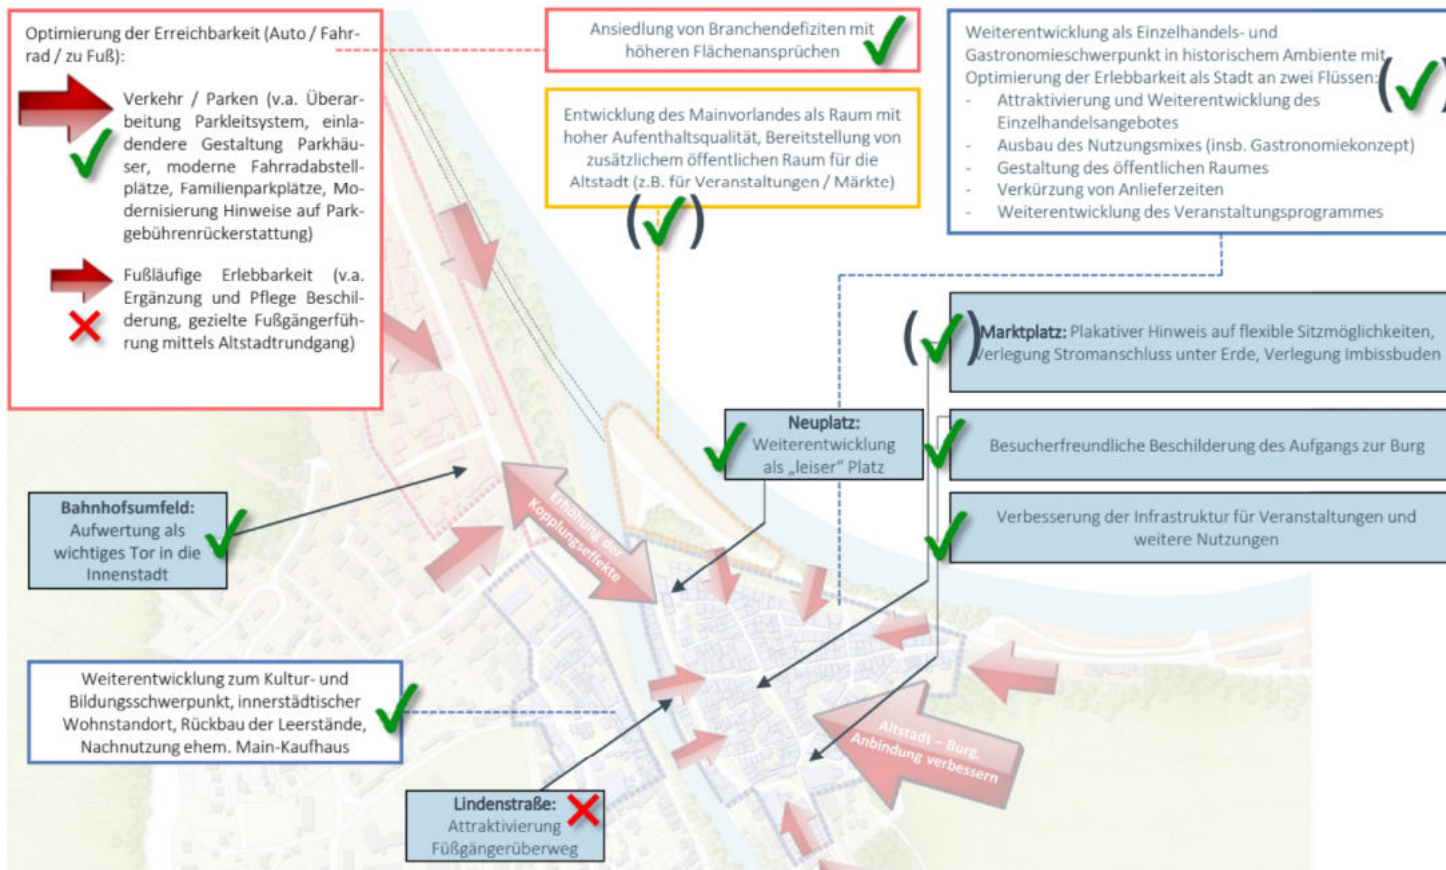 Optimierung der Erreichbarkeit (Auto / Fahr-
rad / zu Fuß):
Verkehr / Parken (v.a. Überar-
beitung Parkleitsystem, einla-
dendere Gestaltung Parkhäu-
ser, moderne Fahrradabstell-
plätze, Familienparkplätze, Mo-
dernisierung Hinweise auf Park-
gebührenrückerstattung)
Fußläufige Erlebbarkeit (v.a.
Ergänzung und Pflege Beschil-
derung, gezielte Fußgängerfüh-
rung mittels Altstadtrundgang)
Ansiedlung von Branchendefiziten mit
höheren Flächenansprüchen
Entwicklung des Mainvorlandes als Raum mit
hoher Aufenthaltsqualität, Bereitstellung von
zusätzlichem öffentlichen Raum für die
Altstadt (z.B. für Veranstaltungen / Märkte)
Weiterentwicklung als Einzelhandels- und
Gastronomieschwerpunkt in historischem Ambiente mit
Optimierung der Erlebbarkeit als Stadt an zwei Flüssen:
- Attraktivierung und Weiterentwicklung des
Einzelhandelsangebotes
- Ausbau des Nutzungsmixes (insb. Gastronomiekonzept)
- Gestaltung des öffentlichen Raumes
- Verkürzung von Anlieferzeiten
- Weiterentwicklung des Veranstaltungsprogrammes
Marktplatz: Plakativer Hinweis auf flexible Sitzmöglichkeiten,
Verlegung Stromanschluss unter Erde, Verlegung Imbissbuden
Neuplatz:
Weiterentwicklung
als „leiser“ Platz
Besucherfreundliche Beschilderung des Aufgangs zur Burg
Verbesserung der Infrastruktur für Veranstaltungen und
weitere Nutzungen
Bahnhofsumfeld:
Aufwertung als
wichtiges Tor in die
Innenstadt
Erhöhung der
Kopplungseffekte
Weiterentwicklung zum Kultur- und
Bildungsschwerpunkt, innerstädtischer
Wohnstandort, Rückbau der Leerstände,
Nachnutzung ehem. Main-Kaufhaus
Altstadt – Burg,
Anbindung verbessern
Lindenstraße:
Attraktivierung
Füßgängerüberweg